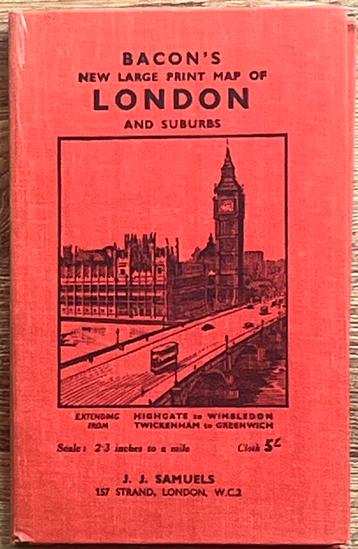 BACON'S
NEW LARGE PRINT MAP OF
LONDON
AND SUBURBS
EXTENDING HIGHGATE to WIMBLEDON
FROM TWICKENHAM to GREENWICH
Scale: 2·3 inches to a mile Cloth 5/-
J. J. SAMUELS
157 STRAND, LONDON, W.C.2